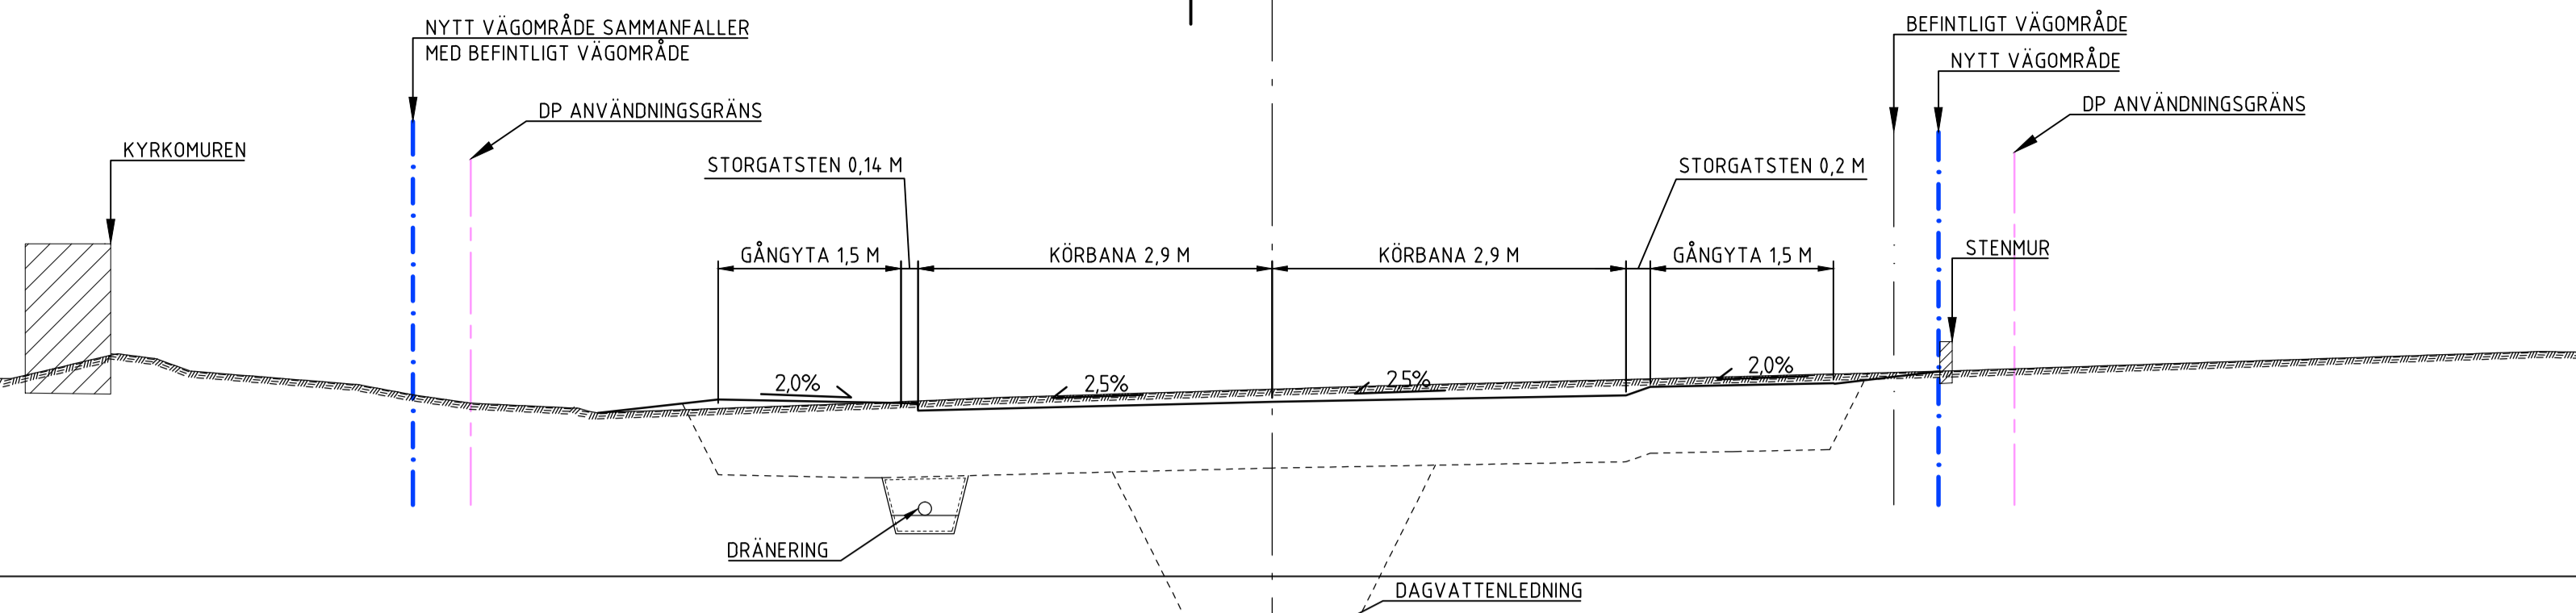 NYTT VÄGOMRÅDE SAMMANFALLER
MED BEFINTLIGT VÄGOMRÅDE
BEFINTLIGT VÄGOMRÅDE
NYTT VÄGOMRÅDE
DP ANVÄNDNINGSGRÄNS
DP ANVÄNDNINGSGRÄNS
KYRKOMUREN
STORGATSTEN 0,14 M
STORGATSTEN 0,2 M
GÅNGYTA 1,5 M
KÖRBANA 2,9 M
KÖRBANA 2,9 M
GÅNGYTA 1,5 M
STENMUR
2,0%
2,5%
2,5%
2,0%
DRÄNERING
DAGVATTENLEDNING